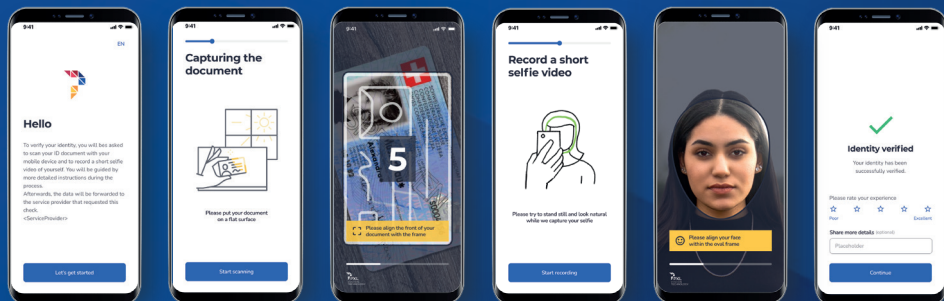 9:41
EN
Hello
To verify your identity, you will bee asked
to scan your ID document with your
mobile device end to record a short selfie
video of yourself. You will be guided by
more detailed instructions during the
process.
Afterwards, the data will be forwarded to
the service provider that requested this
check.
<ServiceProvider>
Let's get started
9:41
Capturing the
document
Please put your document
on a flat surface
Start scanning
9:41
5
Please align the front of your
document with the frame
9:41
Record a short
selfie video
Please try to stand still and look natural
while we capture your selfie
Start recording
9:41
Please align your face
within the oval frame
9:41
Identity verified
Your identity has been
successfully verified.
Please rate your experience
Poor
Excellent
Share more details (optional)
Placeholder
Continue